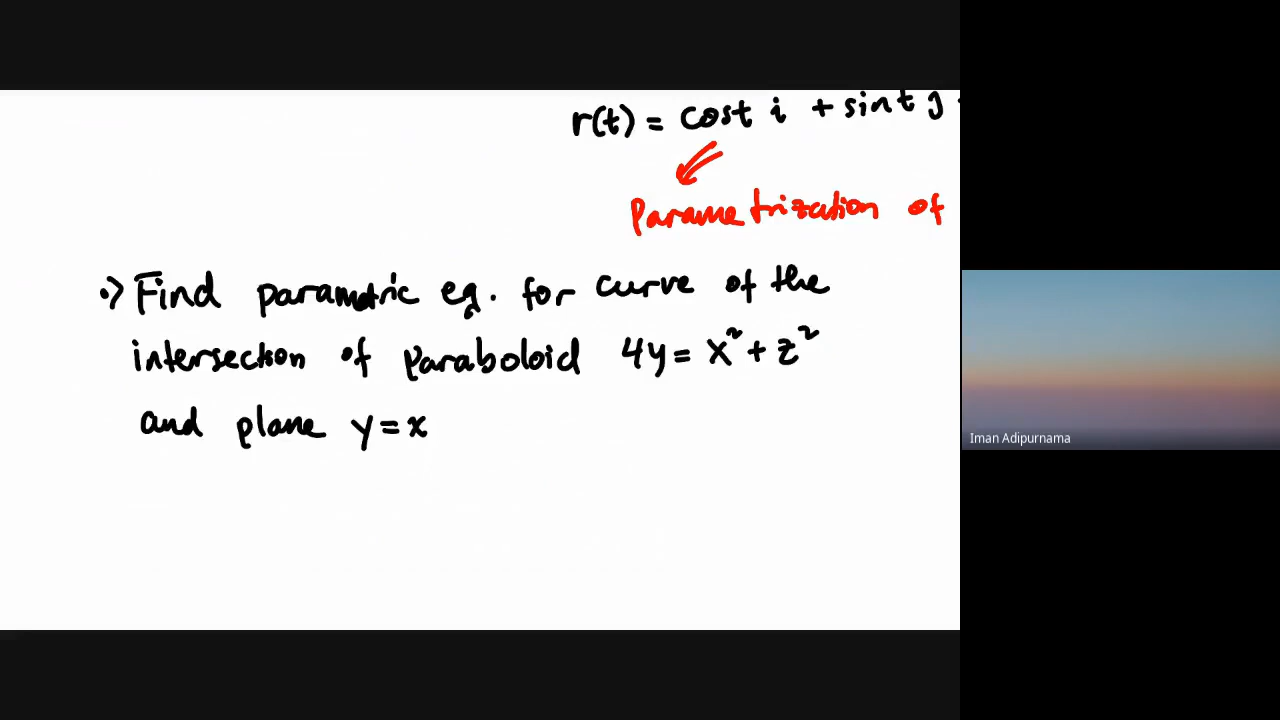 r(t) = cost i + sint j
Parametrization of
•> Find parametric eq. for curve of the
intersection of paraboloid 4y = x² + z²
and plane y = x
Iman Adipurnama